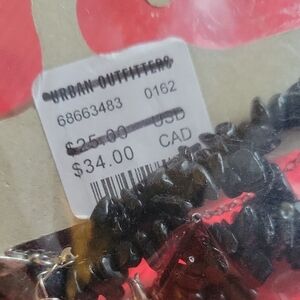 URBAN OUTFITTERS
68663483 0162
$25.00 USD
$34.00 CAD